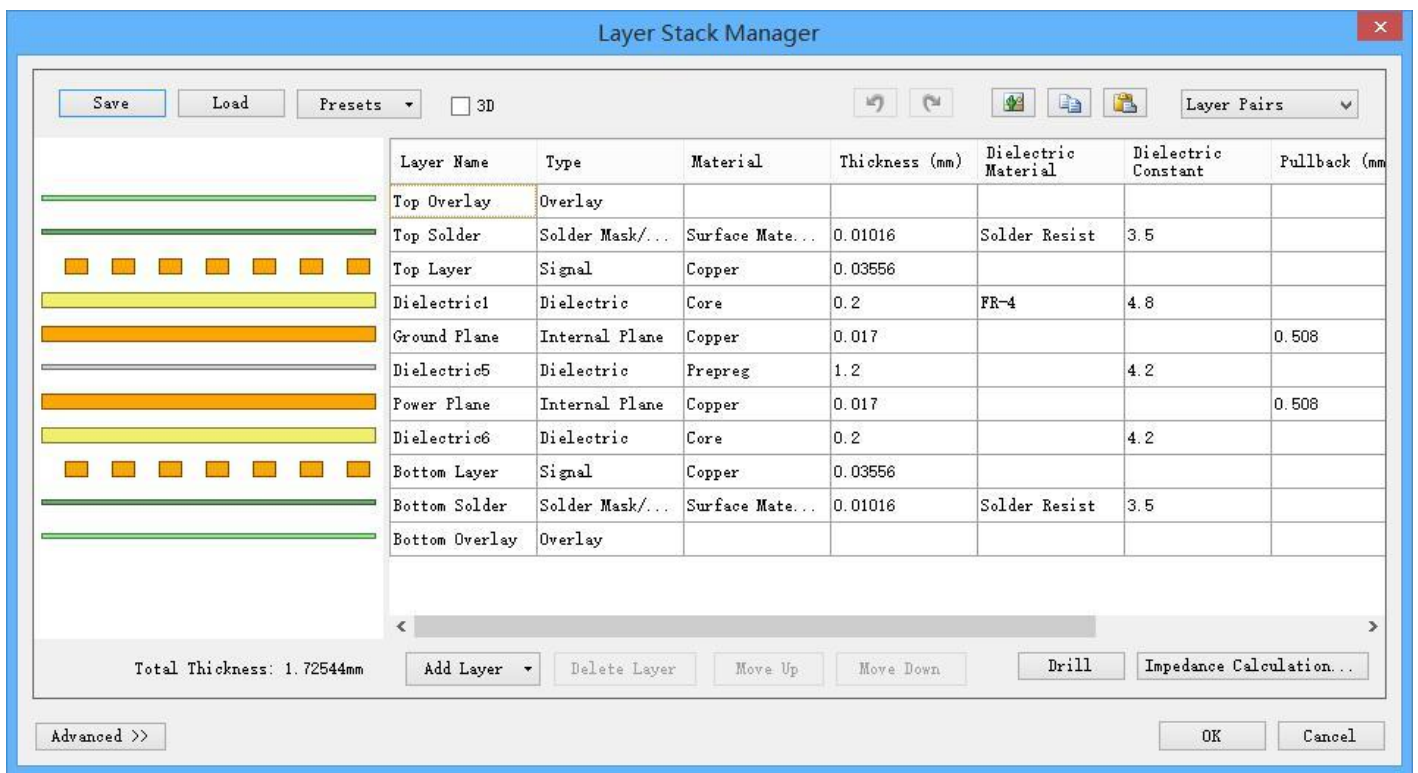 Layer Stack Manager
Save Load Presets 3D Layer Pairs
Layer Name Type Material Thickness (mm) Dielectric Material Dielectric Constant Pullback (mm
Top Overlay Overlay
Top Solder Solder Mask/... Surface Mate... 0.01016 Solder Resist 3.5
Top Layer Signal Copper 0.03556
Dielectric1 Dielectric Core 0.2 FR-4 4.8
Ground Plane Internal Plane Copper 0.017 0.508
Dielectric5 Dielectric Prepreg 1.2 4.2
Power Plane Internal Plane Copper 0.017 0.508
Dielectric6 Dielectric Core 0.2 4.2
Bottom Layer Signal Copper 0.03556
Bottom Solder Solder Mask/... Surface Mate... 0.01016 Solder Resist 3.5
Bottom Overlay Overlay
Total Thickness: 1.72544mm Add Layer Delete Layer Move Up Move Down Drill Impedance Calculation...
Advanced >> OK Cancel